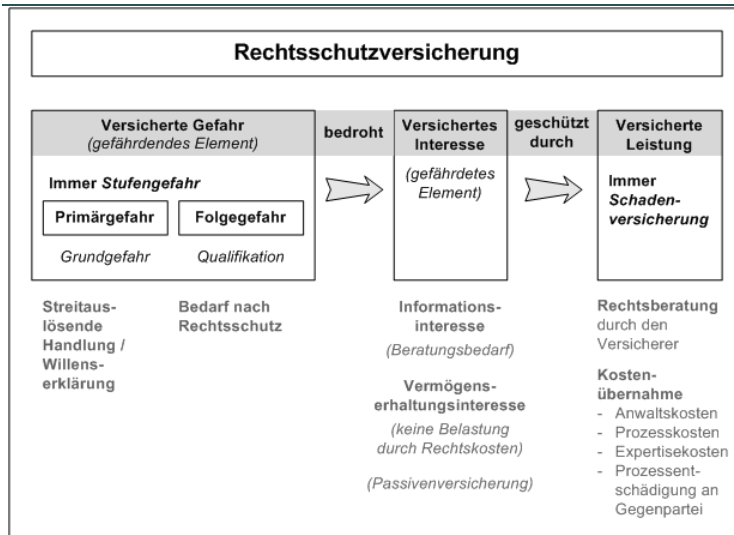 Rechtsschutzversicherung
Versicherte Gefahr
(gefährdendes Element)
bedroht
Versichertes
Interesse
geschützt
durch
Versicherte
Leistung
Immer Stufengefahr
Primärgefahr
Folgegefahr
Grundgefahr
Qualifikation
(gefährdetes
Element)
Immer
Schaden-
versicherung
Streitaus-
lösende
Handlung /
Willens-
erklärung
Bedarf nach
Rechtsschutz
Informations-
interesse
(Beratungsbedarf)
Vermögens-
erhaltungsinteresse
(keine Belastung
durch Rechtskosten)
(Passivenversicherung)
Rechtsberatung
durch den
Versicherer
Kosten-
übernahme
- Anwaltskosten
- Prozesskosten
- Expertisekosten
- Prozessent-
schädigung an
Gegenpartei